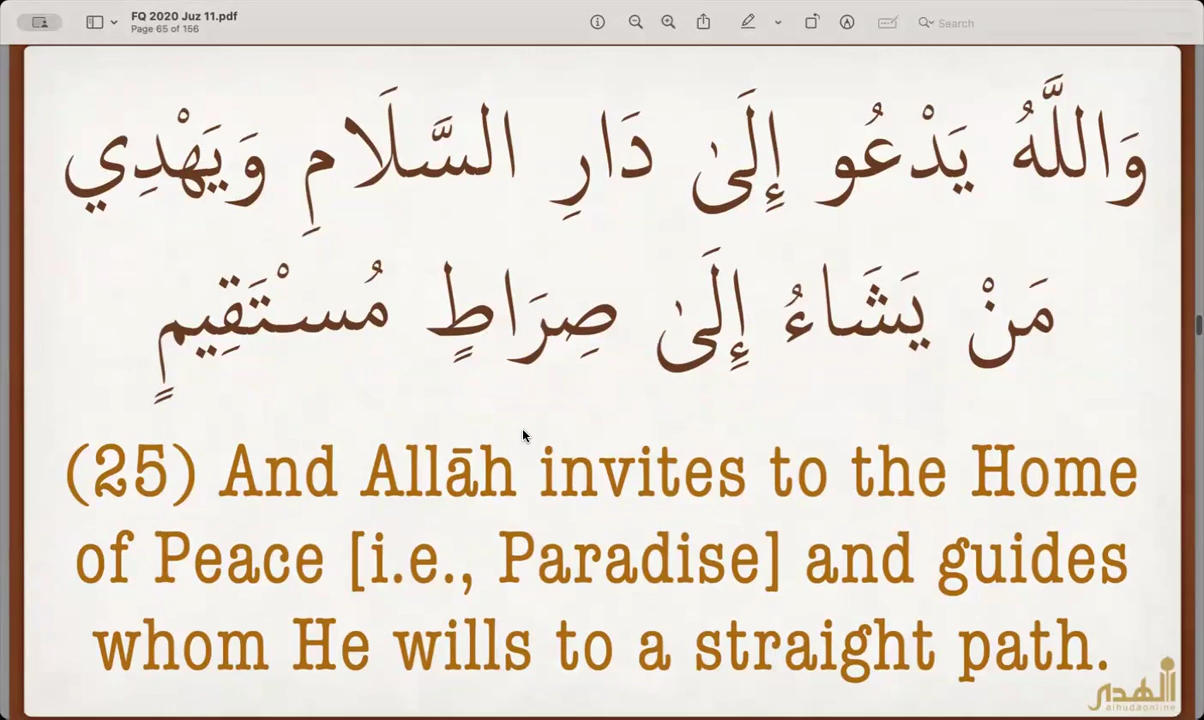 FQ 2020 Juz 11.pdf
Page 65 of 156
Search
وَاللَّهُ يَدْعُو إِلَىٰ دَارِ السَّلَامِ وَيَهْدِي
مَنْ يَشَاءُ إِلَىٰ صِرَاطٍ مُسْتَقِيمٍ
(25) And Allāh invites to the Home
of Peace [i.e., Paradise] and guides
whom He wills to a straight path.
الهدى
alhudaonline